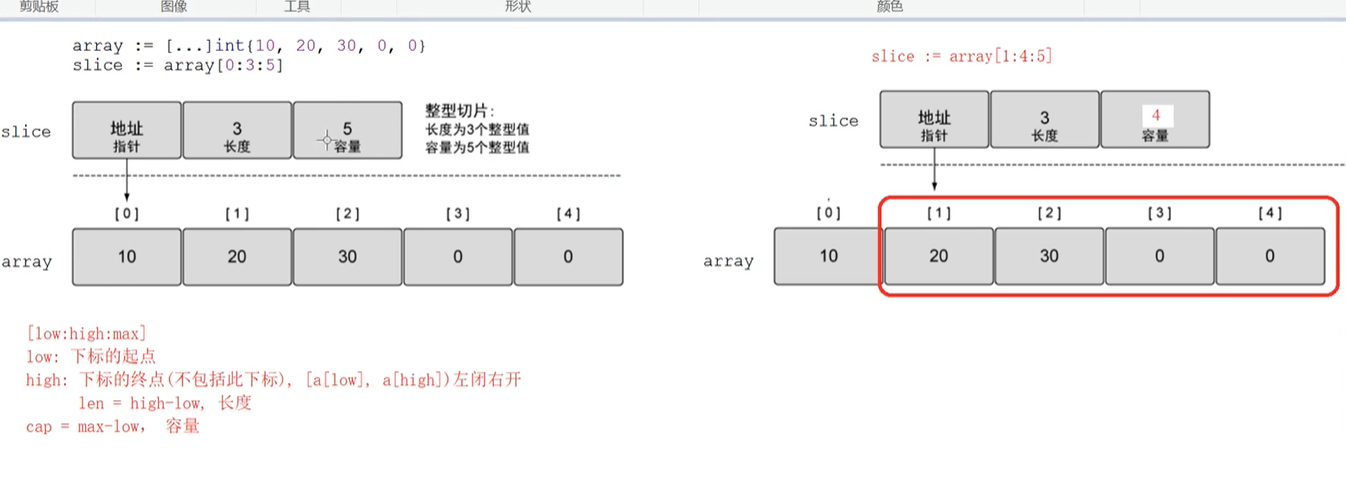 剪贴板 图像 工具 形状 颜色
array := [...]int{10, 20, 30, 0, 0}
slice := array[0:3:5]
slice
地址 3 5
指针 长度 容量
整型切片:
长度为3个整型值
容量为5个整型值
[0] [1] [2] [3] [4]
array 10 20 30 0 0
[low:high:max]
low: 下标的起点
high: 下标的终点(不包括此下标), [a[low], a[high])左闭右开
len = high-low, 长度
cap = max-low, 容量
slice := array[1:4:5]
slice
地址 3 4
指针 长度 容量
[0] [1] [2] [3] [4]
array 10 20 30 0 0